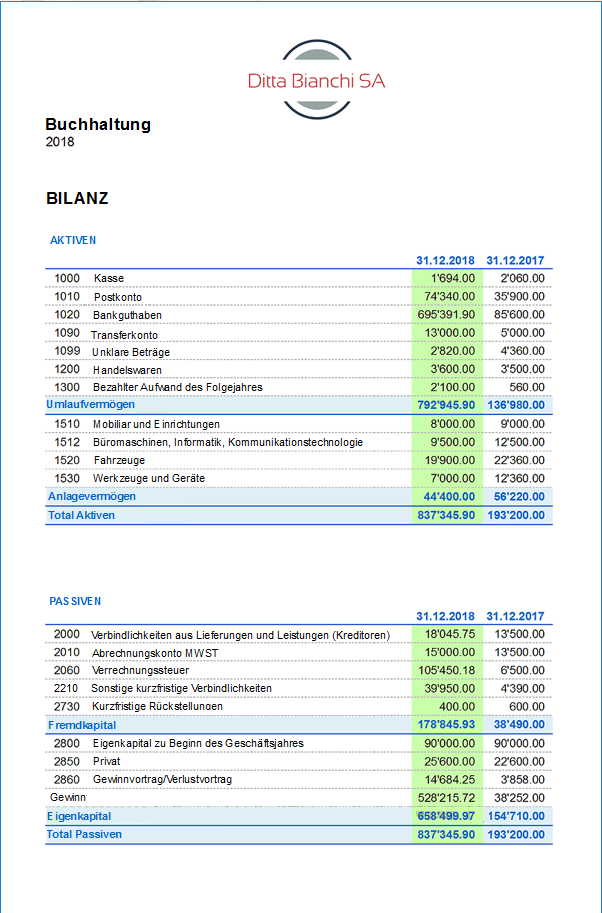 Ditta Bianchi SA
Buchhaltung
2018
BILANZ
AKTIVEN
31.12.2018 31.12.2017
1000 Kasse 1'694.00 2'060.00
1010 Postkonto 74'340.00 35'900.00
1020 Bankguthaben 695'391.90 85'600.00
1090 Transferkonto 13'000.00 5'000.00
1099 Unklare Beträge 2'820.00 4'360.00
1200 Handelswaren 3'600.00 3'500.00
1300 Bezahlter Aufwand des Folgejahres 2'100.00 560.00
Umlaufvermögen 792'945.90 136'980.00
1510 Mobiliar und Einrichtungen 8'000.00 9'000.00
1512 Büromaschinen, Informatik, Kommunikationstechnologie 9'500.00 12'500.00
1520 Fahrzeuge 19'900.00 22'360.00
1530 Werkzeuge und Geräte 7'000.00 12'360.00
Anlagevermögen 44'400.00 56'220.00
Total Aktiven 837'345.90 193'200.00
PASSIVEN
31.12.2018 31.12.2017
2000 Verbindlichkeiten aus Lieferungen und Leistungen (Kreditoren) 18'045.75 13'500.00
2010 Abrechnungskonto MWST 15'000.00 13'500.00
2060 Verrechnungssteuer 105'450.18 6'500.00
2210 Sonstige kurzfristige Verbindlichkeiten 39'950.00 4'390.00
2730 Kurzfristige Rückstellungen 400.00 600.00
Fremdkapital 178'845.93 38'490.00
2800 Eigenkapital zu Beginn des Geschäftsjahres 90'000.00 90'000.00
2850 Privat 25'600.00 22'600.00
2860 Gewinnvortrag/Verlustvortrag 14'684.25 3'858.00
Gewinn 528'215.72 38'252.00
Eigenkapital 658'499.97 154'710.00
Total Passiven 837'345.90 193'200.00